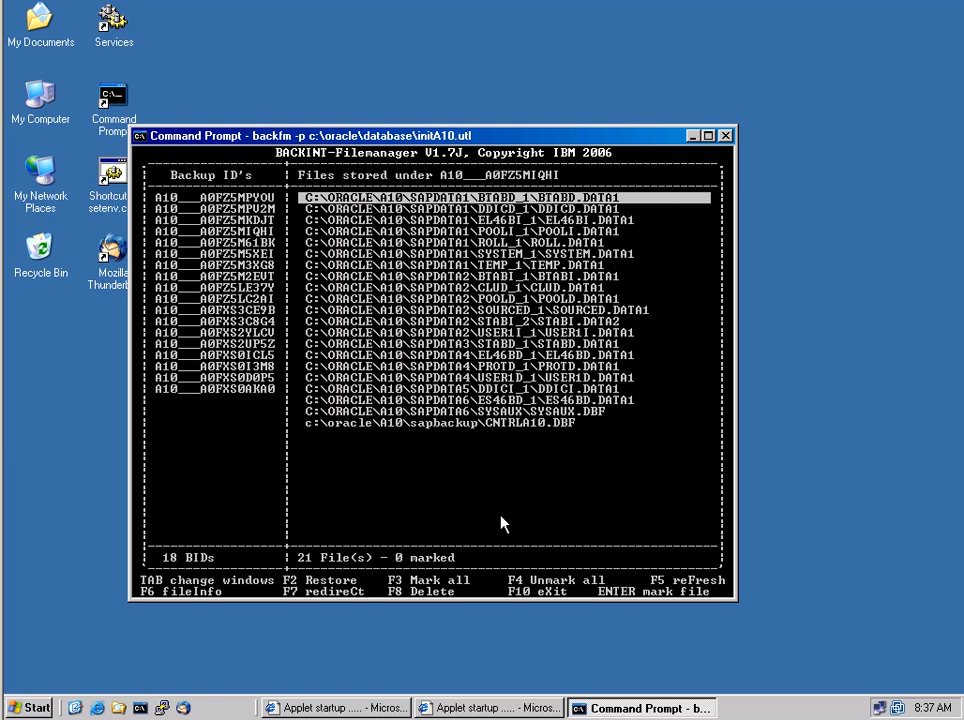 My Documents
Services
My Computer
Command
Promp
My Network
Places
Shortcut
setenv.c
Recycle Bin
Mozilla
Thunderb
Command Prompt - backfm -p c:\oracle\database\initA10.utl
BACKINT-Filemanager V1.7J, Copyright IBM 2006
Backup ID's
Files stored under A10___A0FZ5MIQHI
A10___A0FZ5MPYOU C:\ORACLE\A10\SAPDATA1\BTABD_1\BTABD.DATA1
A10___A0FZ5MPU2M C:\ORACLE\A10\SAPDATA1\DDICD_1\DDICD.DATA1
A10___A0FZ5MKDJT C:\ORACLE\A10\SAPDATA1\EL46BI_1\EL46BI.DATA1
A10___A0FZ5MIQHI C:\ORACLE\A10\SAPDATA1\POOLI_1\POOLI.DATA1
A10___A0FZ5M61BK C:\ORACLE\A10\SAPDATA1\ROLL_1\ROLL.DATA1
A10___A0FZ5M5XEI C:\ORACLE\A10\SAPDATA1\SYSTEM_1\SYSTEM.DATA1
A10___A0FZ5M3XG8 C:\ORACLE\A10\SAPDATA1\TEMP_1\TEMP.DATA1
A10___A0FZ5M2EUT C:\ORACLE\A10\SAPDATA2\BTABI_1\BTABI.DATA1
A10___A0FZ5LE37Y C:\ORACLE\A10\SAPDATA2\CLUD_1\CLUD.DATA1
A10___A0FZ5LC2AI C:\ORACLE\A10\SAPDATA2\POOLD_1\POOLD.DATA1
A10___A0FXS3CE9B C:\ORACLE\A10\SAPDATA2\SOURCED_1\SOURCED.DATA1
A10___A0FXS3CBG4 C:\ORACLE\A10\SAPDATA2\STABI_2\STABI.DATA2
A10___A0FXS2YLCV C:\ORACLE\A10\SAPDATA2\USER1I_1\USER1I.DATA1
A10___A0FXS2UP5Z C:\ORACLE\A10\SAPDATA3\STABD_1\STABD.DATA1
A10___A0FXS0ICL5 C:\ORACLE\A10\SAPDATA4\EL46BD_1\EL46BD.DATA1
A10___A0FXS0I3M8 C:\ORACLE\A10\SAPDATA4\PROTD_1\PROTD.DATA1
A10___A0FXS0D0P5 C:\ORACLE\A10\SAPDATA4\USER1D_1\USER1D.DATA1
A10___A0FXS0AKA0 C:\ORACLE\A10\SAPDATA5\DDICI_1\DDICI.DATA1
C:\ORACLE\A10\SAPDATA6\ES46BD_1\ES46BD.DATA1
C:\ORACLE\A10\SAPDATA6\SYSAUX\SYSAUX.DBF
c:\oracle\A10\sapbackup\CNTRLA10.DBF
18 BIDs
21 File(s) - 0 marked
TAB change windows F2 Restore F3 Mark all F4 Unmark all F5 reFresh
F6 fileInfo F7 redireCt F8 Delete F10 eXit ENTER mark file
Start
Applet startup ..... - Micros...
Applet startup ..... - Micros...
Command Prompt - b...
8:37 AM